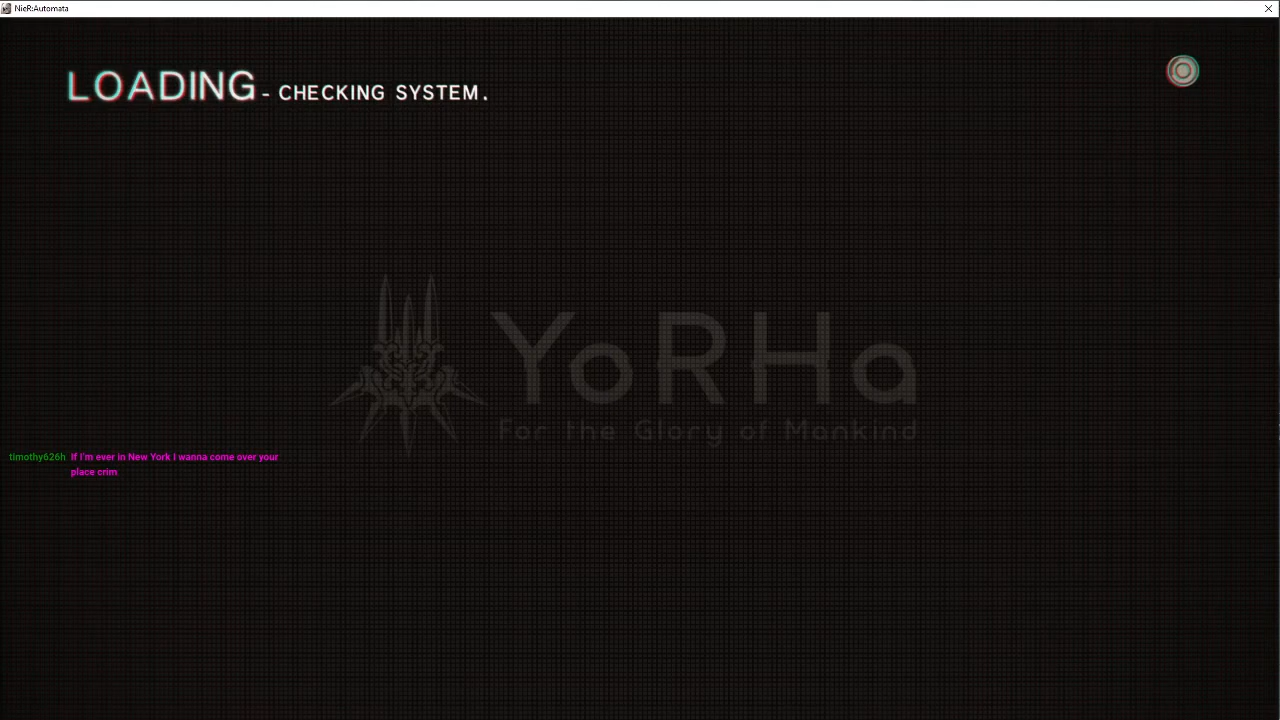 NieR:Automata
LOADING - CHECKING SYSTEM.
YoRHa
For the Glory of Mankind
timothy626h If I'm ever in New York I wanna come over your
place crim